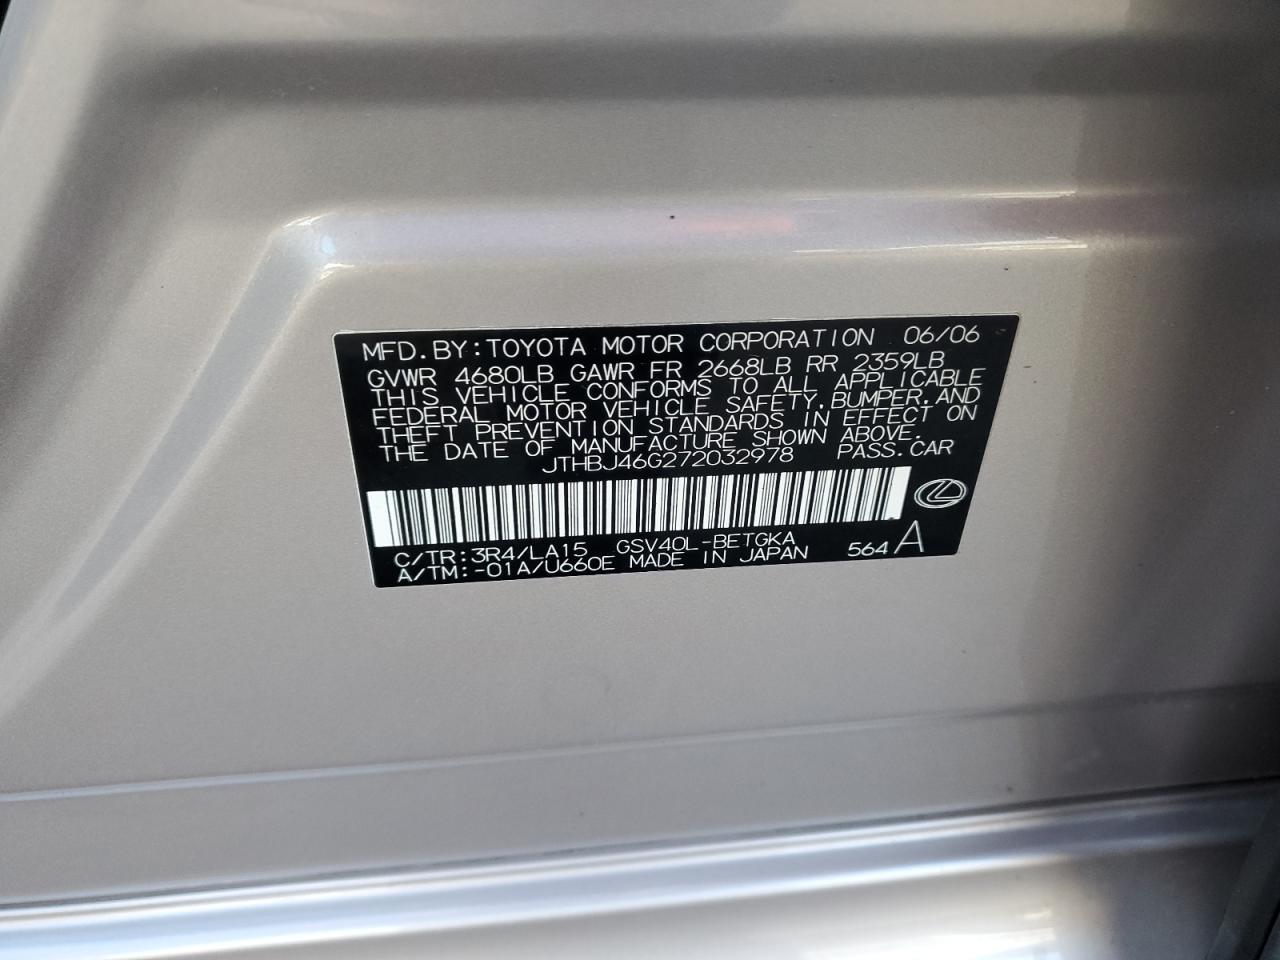 MFD.BY:TOYOTA MOTOR CORPORATION 06/06
GVWR 4680LB GAWR FR 2668LB RR 2359LB
THIS VEHICLE CONFORMS TO ALL APPLICABLE
FEDERAL MOTOR VEHICLE SAFETY,BUMPER,AND
THEFT PREVENTION STANDARDS IN EFFECT ON
THE DATE OF MANUFACTURE SHOWN ABOVE.
JTHBJ46G272032978 PASS.CAR
C/TR:3R4/LA15 GSV40L-BETGKA
A/TM:-01A/U660E MADE IN JAPAN 564 A